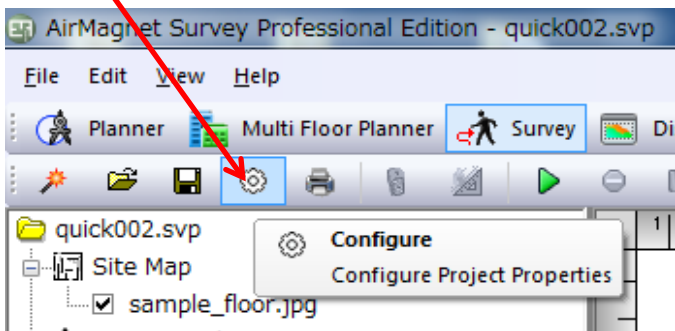 AirMagnet Survey Professional Edition - quick002.svp
File Edit View Help
Planner Multi Floor Planner Survey Di
quick002.svp
Configure
Configure Project Properties
Site Map
sample_floor.jpg
1